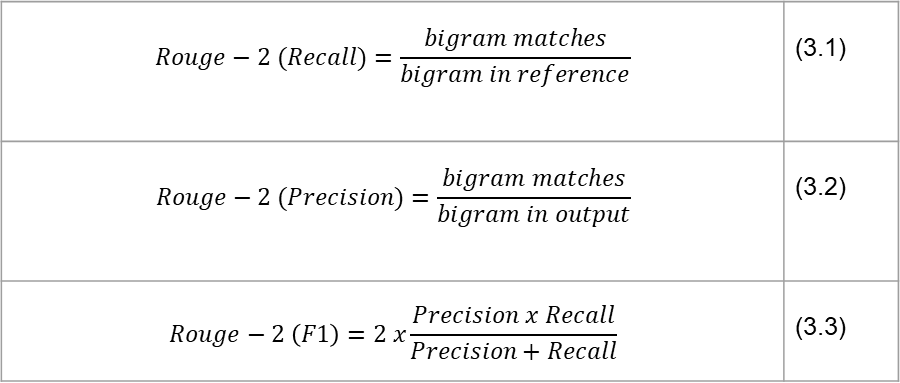 Rouge − 2 (Recall) = bigram matches / bigram in reference (3.1)
Rouge − 2 (Precision) = bigram matches / bigram in output (3.2)
Rouge − 2 (F1) = 2 x Precision x Recall / Precision + Recall (3.3)